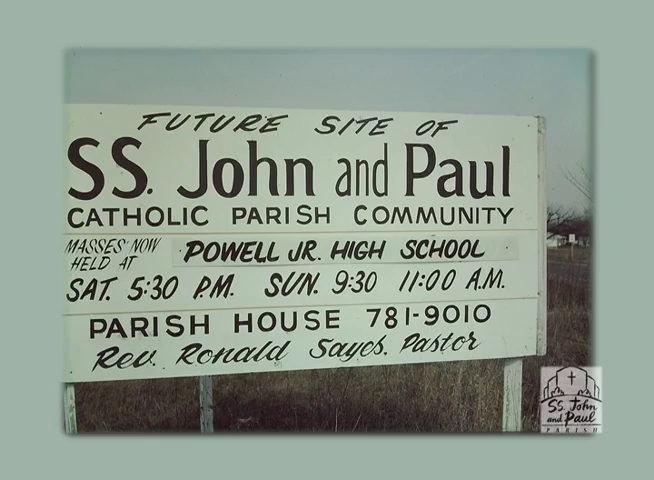 FUTURE SITE OF
SS. John and Paul
CATHOLIC PARISH COMMUNITY
MASSES NOW
HELD AT
POWELL JR. HIGH SCHOOL
SAT. 5:30 P.M. SUN. 9:30 11:00 A.M.
PARISH HOUSE 781-9010
Rev. Ronald Sayes. Pastor
SS. John
and Paul
PARISH